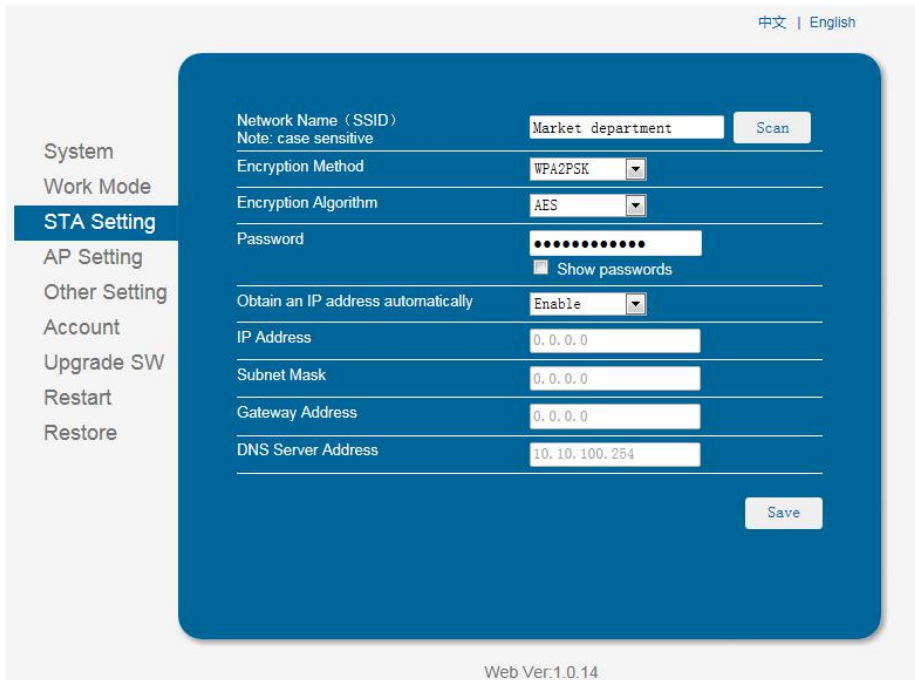 中文 | English
System
Work Mode
STA Setting
AP Setting
Other Setting
Account
Upgrade SW
Restart
Restore
Network Name（SSID）
Note: case sensitive
Market department
Scan
Encryption Method
WPA2PSK
Encryption Algorithm
AES
Password
●●●●●●●●●●●●
Show passwords
Obtain an IP address automatically
Enable
IP Address
0.0.0.0
Subnet Mask
0.0.0.0
Gateway Address
0.0.0.0
DNS Server Address
10.10.100.254
Save
Web Ver:1.0.14